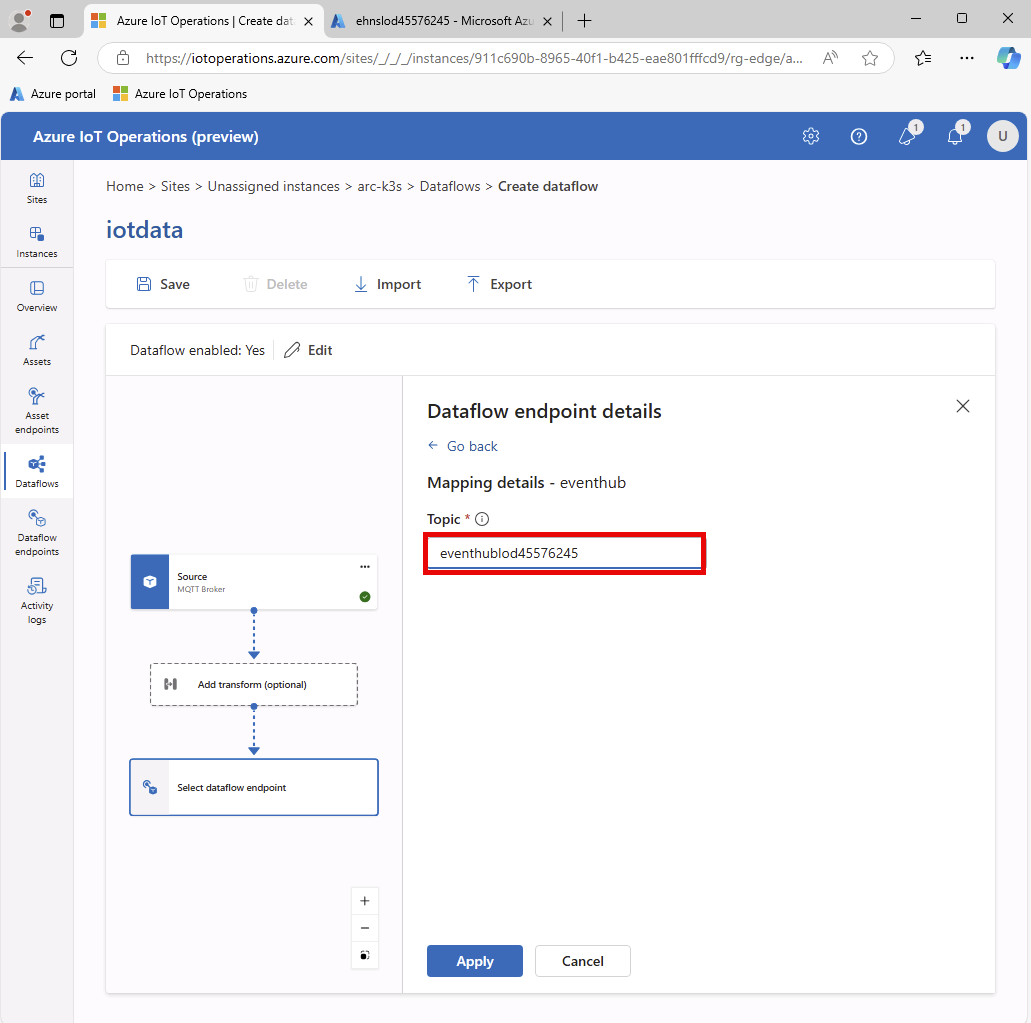 Azure IoT Operations | Create dat
ehnslod45576245 - Microsoft Azu
https://iotoperations.azure.com/sites/_/_/_/instances/911c690b-8965-40f1-b425-eae801fffcd9/rg-edge/a...
Azure portal
Azure IoT Operations
Azure IoT Operations (preview)
1
1
U
Sites
Instances
Overview
Assets
Asset
endpoints
Dataflows
Dataflow
endpoints
Activity
logs
Home > Sites > Unassigned instances > arc-k3s > Dataflows > Create dataflow
iotdata
Save
Delete
Import
Export
Dataflow enabled: Yes
Edit
Source
MQTT Broker
Add transform (optional)
Select dataflow endpoint
Dataflow endpoint details
Go back
Mapping details - eventhub
Topic *
eventhublod45576245
Apply
Cancel